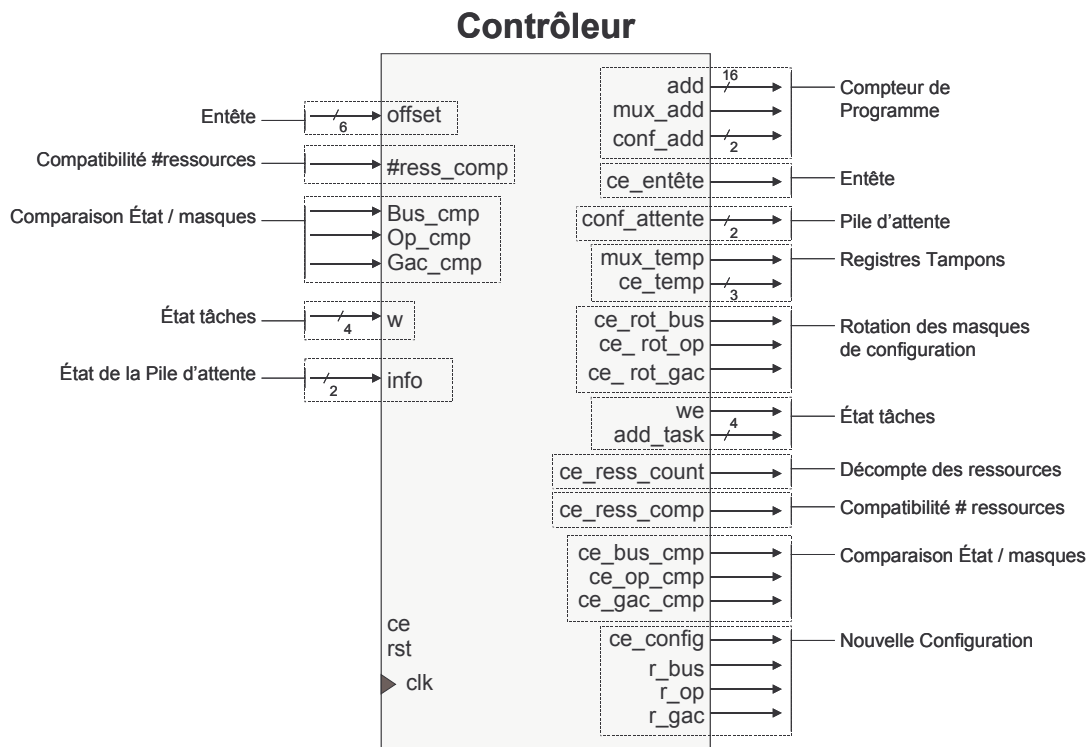 Contrôleur
Entête
6
offset
Compatibilité #ressources
#ress_comp
Comparaison État / masques
Bus_cmp
Op_cmp
Gac_cmp
État tâches
4
w
État de la Pile d'attente
2
info
ce
rst
clk
add
16
mux_add
conf_add
2
Compteur de
Programme
ce_entête
Entête
conf_attente
2
Pile d'attente
mux_temp
ce_temp
3
Registres Tampons
ce_rot_bus
ce_ rot_op
ce_ rot_gac
Rotation des masques
de configuration
we
add_task
4
État tâches
ce_ress_count
Décompte des ressources
ce_ress_comp
Compatibilité # ressources
ce_bus_cmp
ce_op_cmp
ce_gac_cmp
Comparaison État / masques
ce_config
r_bus
r_op
r_gac
Nouvelle Configuration